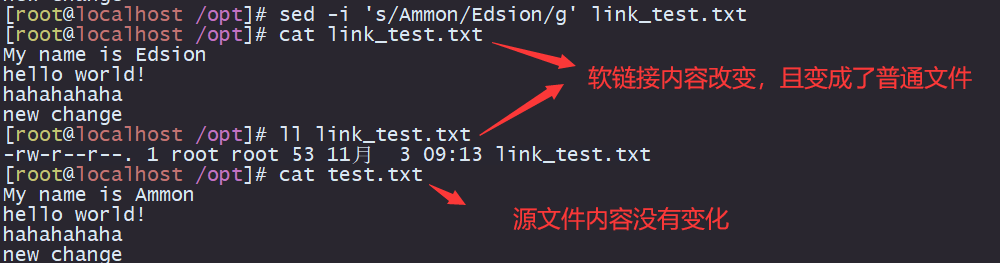 new change
[root@localhost /opt]# sed -i 's/Ammon/Edsion/g' link_test.txt
[root@localhost /opt]# cat link_test.txt
My name is Edsion
hello world!
hahahahaha
new change
软链接内容改变，且变成了普通文件
[root@localhost /opt]# ll link_test.txt
-rw-r--r--. 1 root root 53 11月  3 09:13 link_test.txt
[root@localhost /opt]# cat test.txt
My name is Ammon
hello world!
hahahahaha
new change
源文件内容没有变化